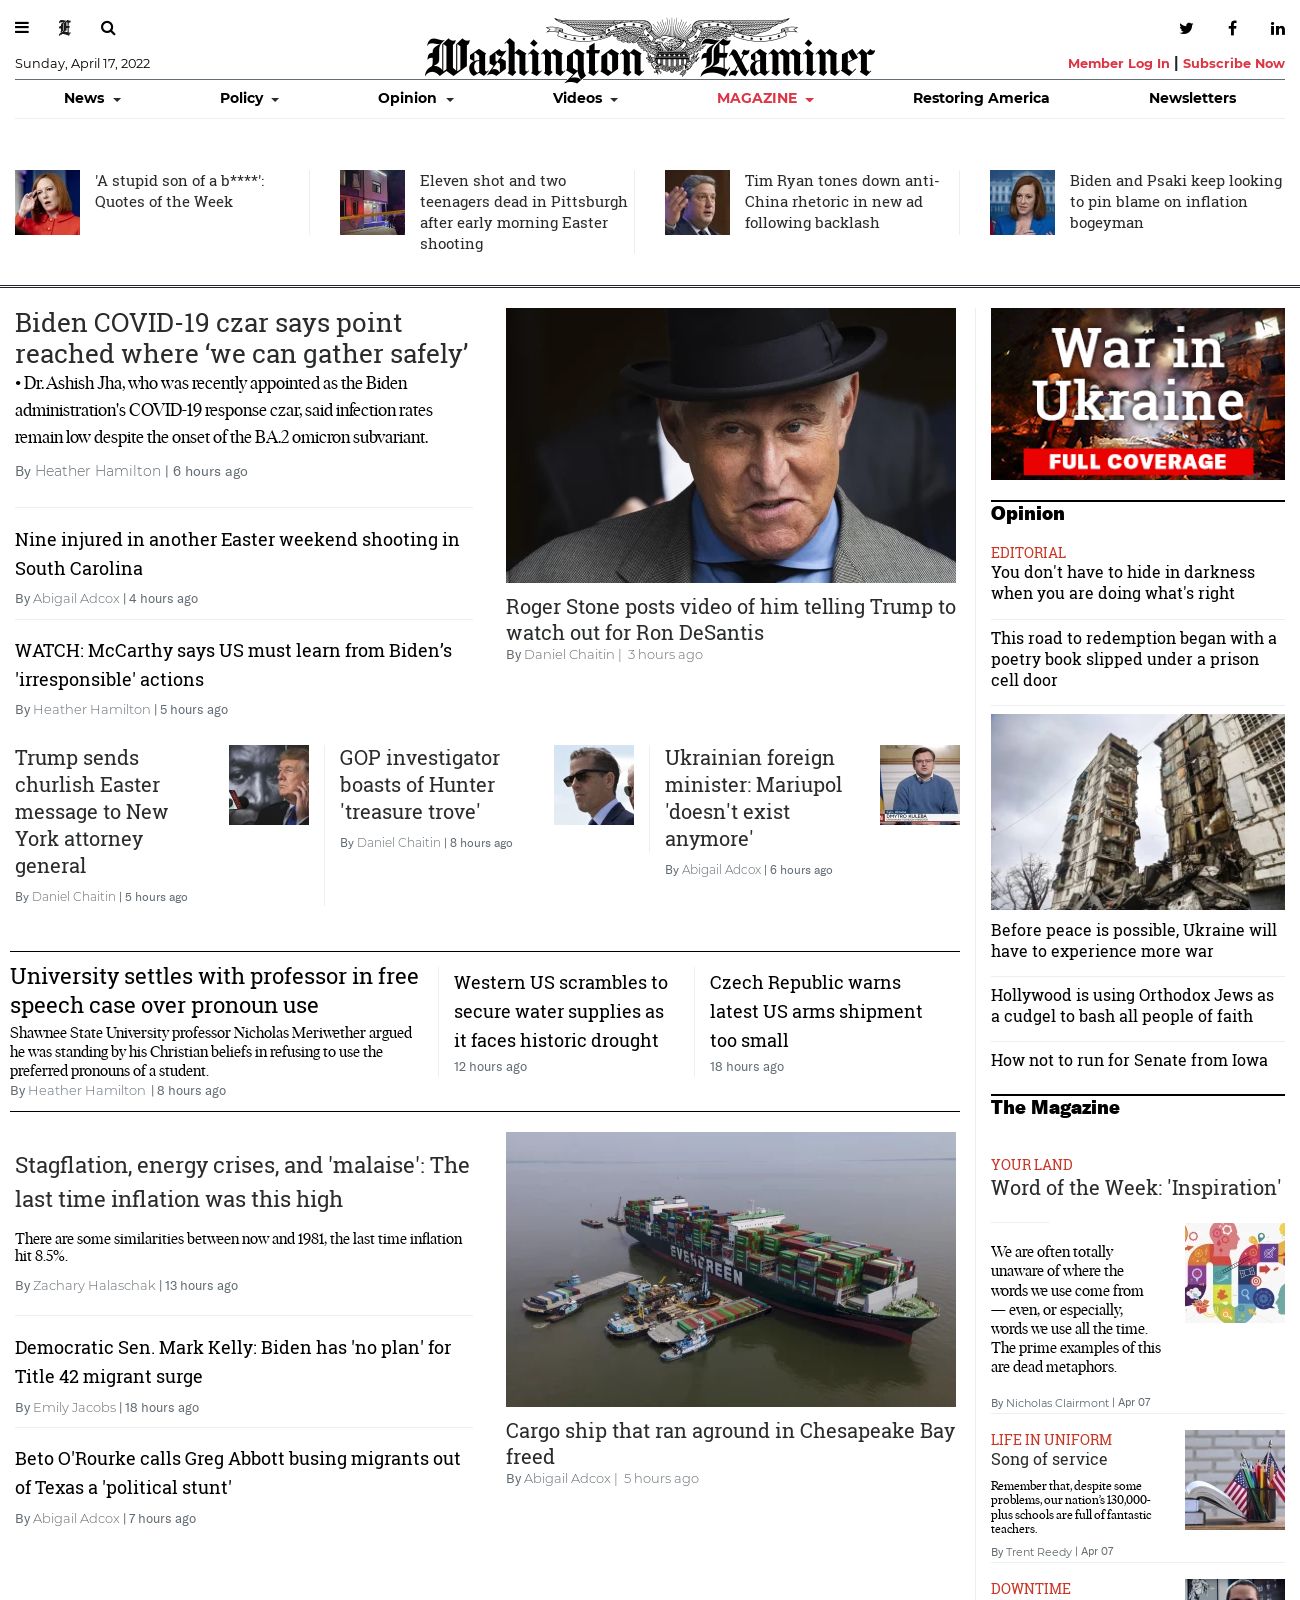 Washington Examiner
Sunday, April 17, 2022
Member Log In | Subscribe Now
News
Policy
Opinion
Videos
MAGAZINE
Restoring America
Newsletters
'A stupid son of a b****':
Quotes of the Week
Eleven shot and two
teenagers dead in Pittsburgh
after early morning Easter
shooting
Tim Ryan tones down anti-
China rhetoric in new ad
following backlash
Biden and Psaki keep looking
to pin blame on inflation
bogeyman
Biden COVID-19 czar says point
reached where ‘we can gather safely’
• Dr. Ashish Jha, who was recently appointed as the Biden
administration's COVID-19 response czar, said infection rates
remain low despite the onset of the BA.2 omicron subvariant.
By Heather Hamilton | 6 hours ago
Nine injured in another Easter weekend shooting in
South Carolina
By Abigail Adcox | 4 hours ago
WATCH: McCarthy says US must learn from Biden’s
'irresponsible' actions
By Heather Hamilton | 5 hours ago
Roger Stone posts video of him telling Trump to
watch out for Ron DeSantis
By Daniel Chaitin | 3 hours ago
Trump sends
churlish Easter
message to New
York attorney
general
By Daniel Chaitin | 5 hours ago
GOP investigator
boasts of Hunter
'treasure trove'
By Daniel Chaitin | 8 hours ago
Ukrainian foreign
minister: Mariupol
'doesn't exist
anymore'
By Abigail Adcox | 6 hours ago
DMYTRO KULEBA
University settles with professor in free
speech case over pronoun use
Shawnee State University professor Nicholas Meriwether argued
he was standing by his Christian beliefs in refusing to use the
preferred pronouns of a student.
By Heather Hamilton | 8 hours ago
Western US scrambles to
secure water supplies as
it faces historic drought
12 hours ago
Czech Republic warns
latest US arms shipment
too small
18 hours ago
Stagflation, energy crises, and 'malaise': The
last time inflation was this high
There are some similarities between now and 1981, the last time inflation
hit 8.5%.
By Zachary Halaschak | 13 hours ago
Democratic Sen. Mark Kelly: Biden has 'no plan' for
Title 42 migrant surge
By Emily Jacobs | 18 hours ago
Beto O'Rourke calls Greg Abbott busing migrants out
of Texas a 'political stunt'
By Abigail Adcox | 7 hours ago
EVERGREEN
Cargo ship that ran aground in Chesapeake Bay
freed
By Abigail Adcox | 5 hours ago
War in
Ukraine
FULL COVERAGE
Opinion
EDITORIAL
You don't have to hide in darkness
when you are doing what's right
This road to redemption began with a
poetry book slipped under a prison
cell door
Before peace is possible, Ukraine will
have to experience more war
Hollywood is using Orthodox Jews as
a cudgel to bash all people of faith
How not to run for Senate from Iowa
The Magazine
YOUR LAND
Word of the Week: 'Inspiration'
We are often totally
unaware of where the
words we use come from
— even, or especially,
words we use all the time.
The prime examples of this
are dead metaphors.
By Nicholas Clairmont | Apr 07
LIFE IN UNIFORM
Song of service
Remember that, despite some
problems, our nation’s 130,000-
plus schools are full of fantastic
teachers.
By Trent Reedy | Apr 07
DOWNTIME